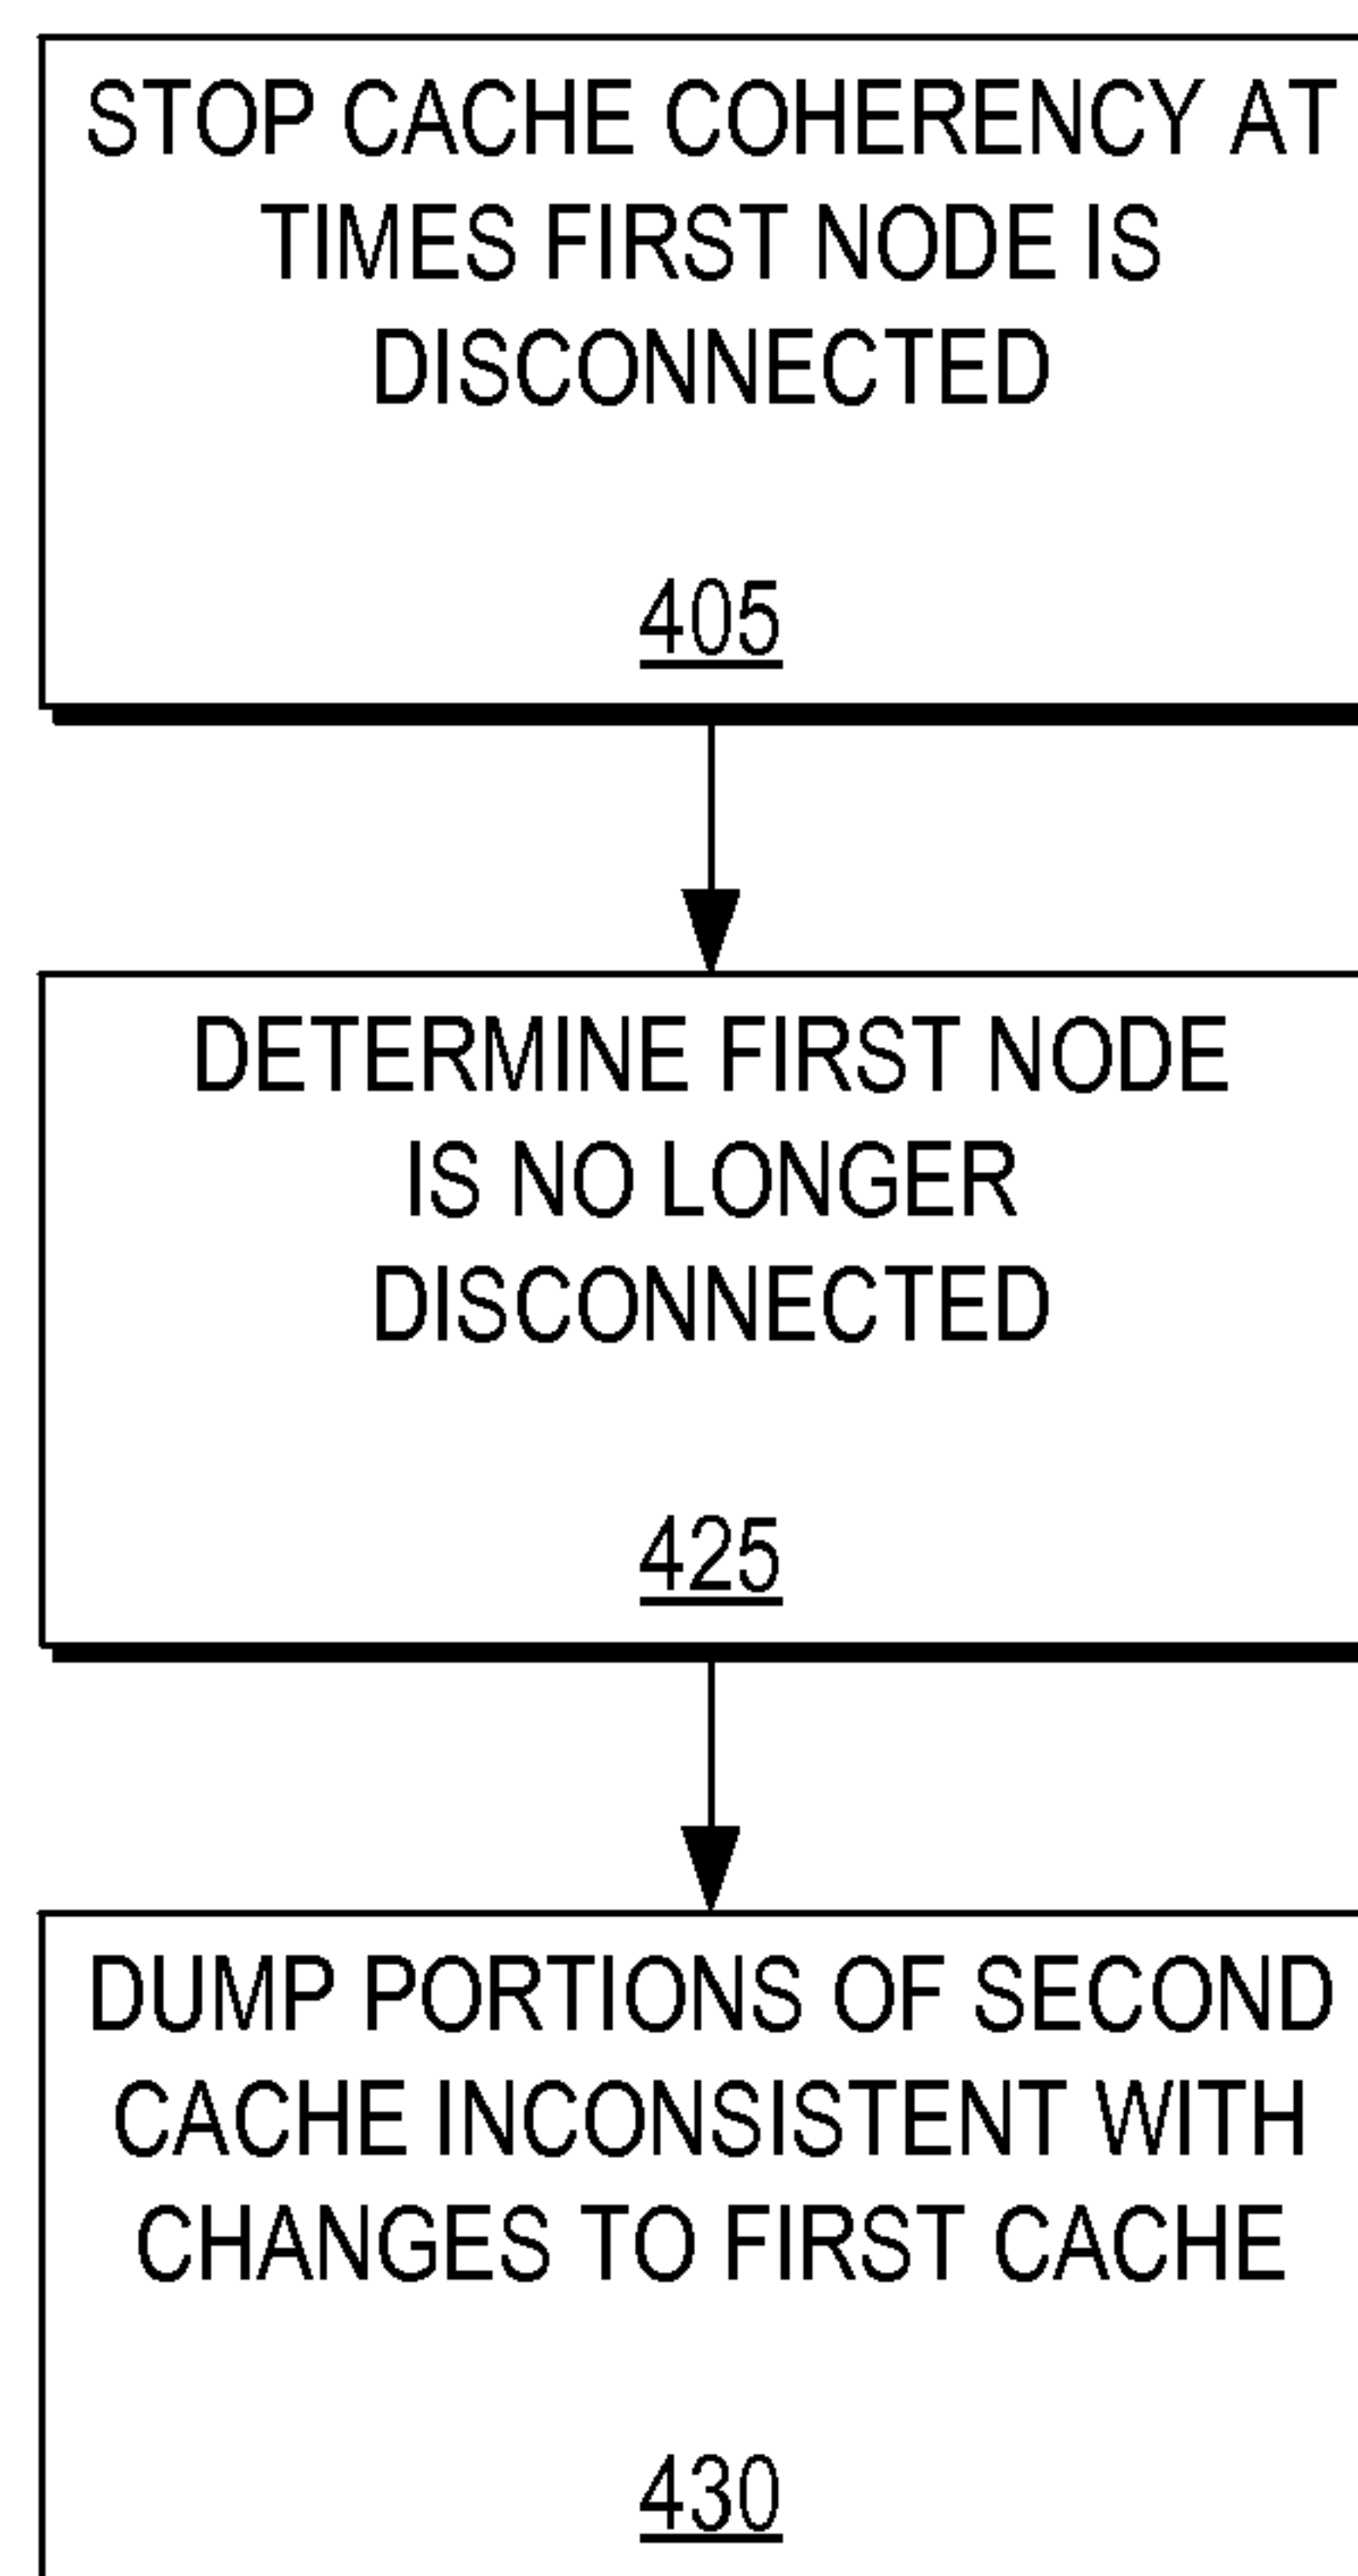 STOP CACHE COHERENCY AT
TIMES FIRST NODE IS
DISCONNECTED
405
DETERMINE FIRST NODE
IS NO LONGER
DISCONNECTED
425
DUMP PORTIONS OF SECOND
CACHE INCONSISTENT WITH
CHANGES TO FIRST CACHE
430